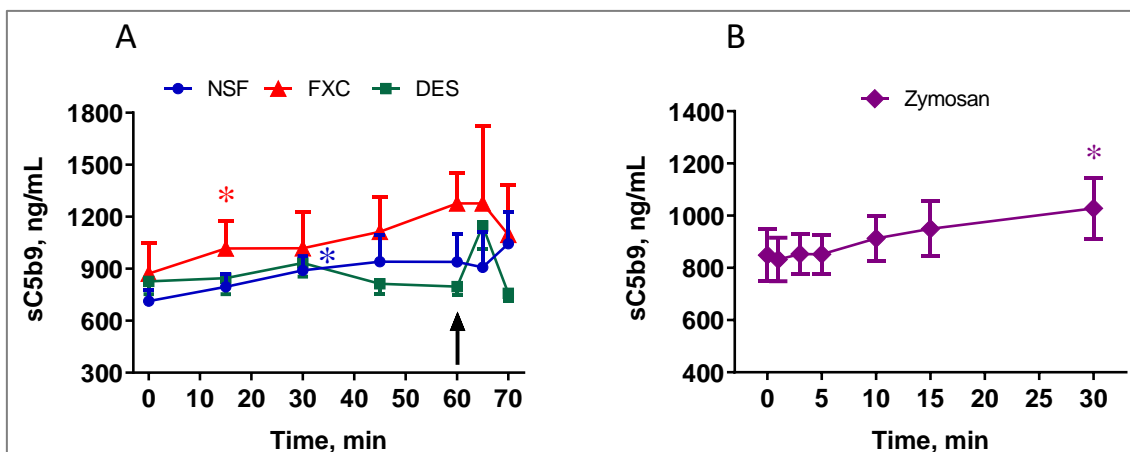 A
NSF FXC DES
sC5b9, ng/mL
1800
1500
1200
900
600
300
*
*
0 10 20 30 40 50 60 70
Time, min
B
Zymosan
sC5b9, ng/mL
1400
1200
1000
800
600
400
*
0 5 10 15 20 25 30
Time, min